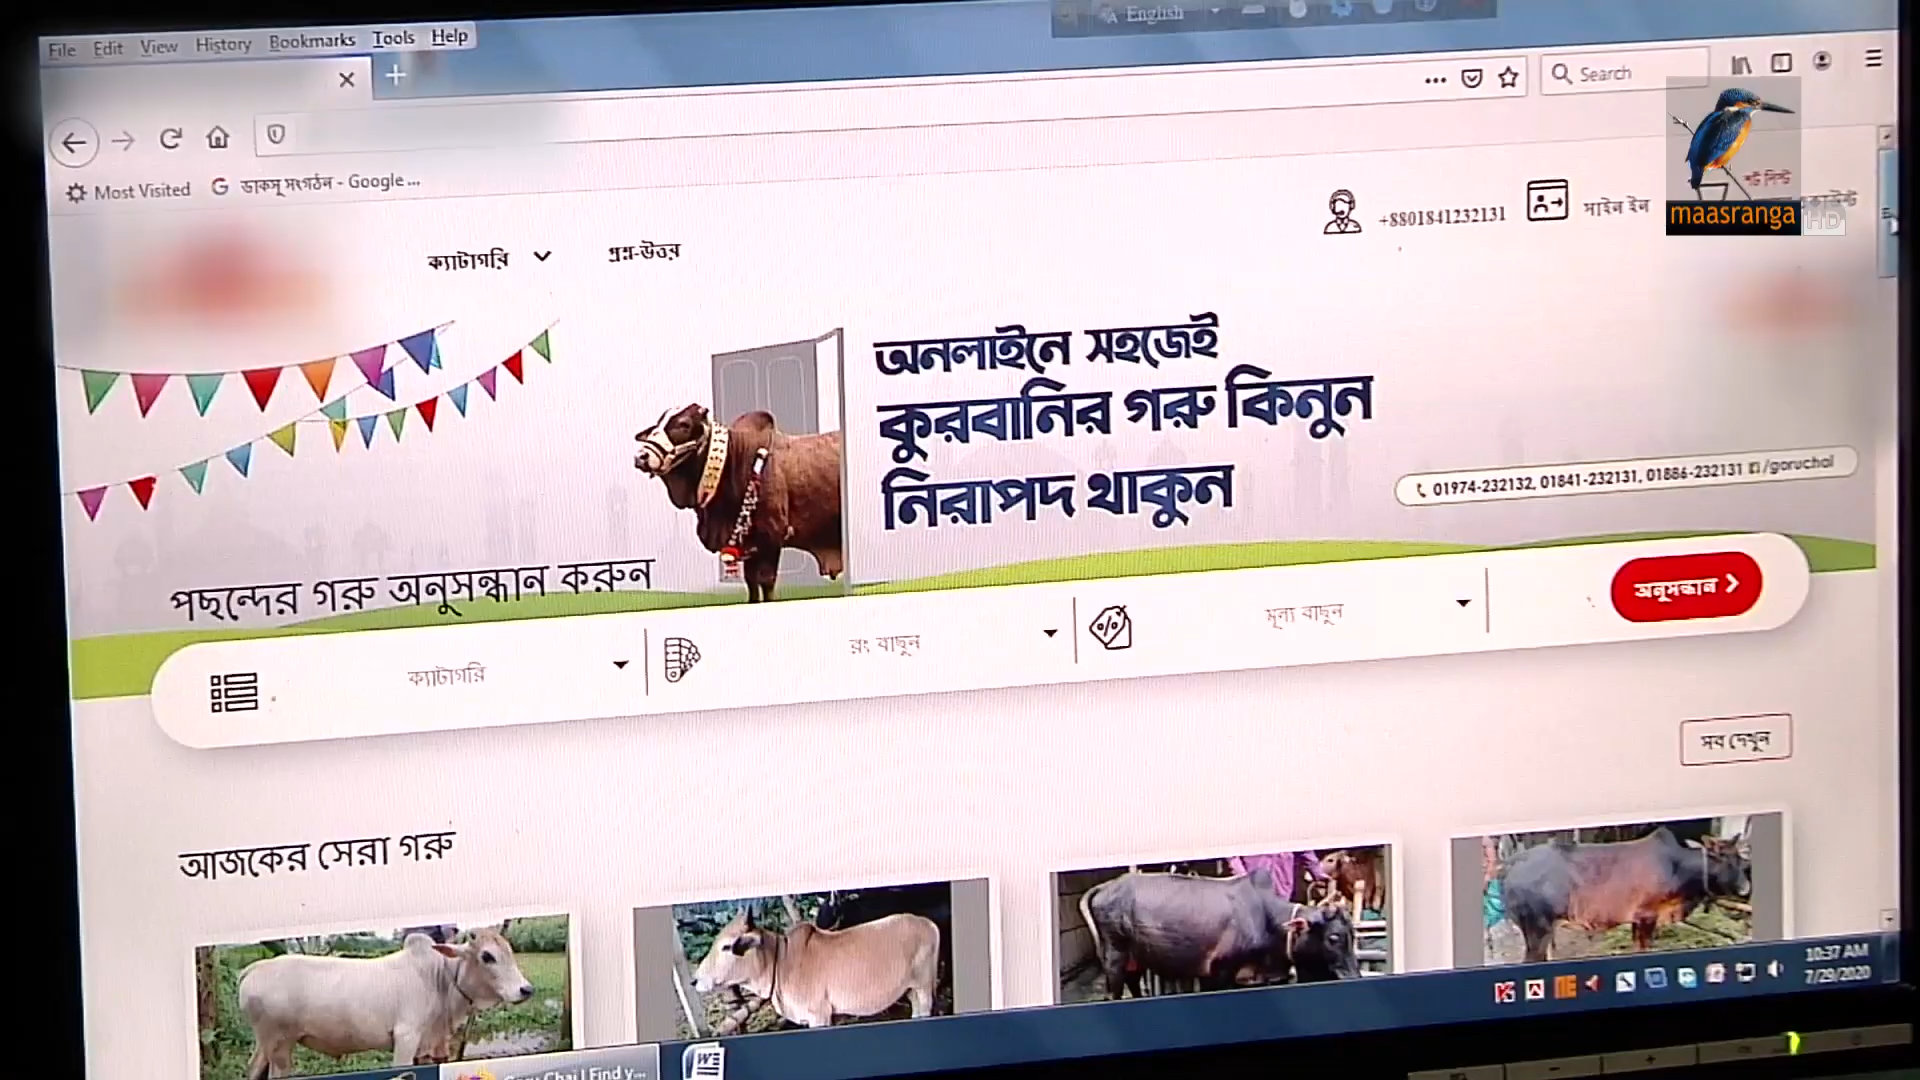 English
File Edit View History Bookmarks Tools Help
Search
Most Visited
ডাকসু সংগঠন - Google ...
maasranga
HD
+8801841232131
সাইন ইন
ক্যাটাগরি
প্রশ্ন-উত্তর
অনলাইনে সহজেই
কুরবানির গরু কিনুন
নিরাপদ থাকুন
01974-232132, 01841-232131, 01886-232131 /goruchai
পছন্দের গরু অনুসন্ধান করুন
ক্যাটাগরি
রং বাছুন
মূল্য বাছুন
অনুসন্ধান
সব দেখুন
আজকের সেরা গরু
10:37 AM
7/29/2020